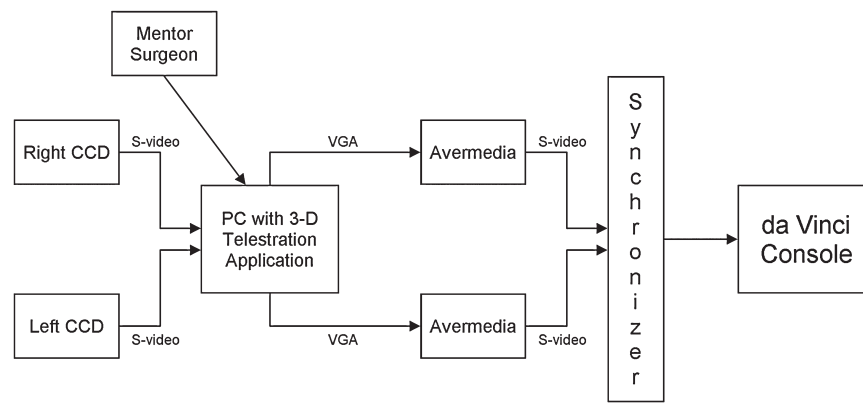 Mentor
Surgeon
Right CCD
S-video
Left CCD
S-video
PC with 3-D
Telestration
Application
VGA
VGA
Avermedia
S-video
Avermedia
S-video
Synchronizer
da Vinci
Console